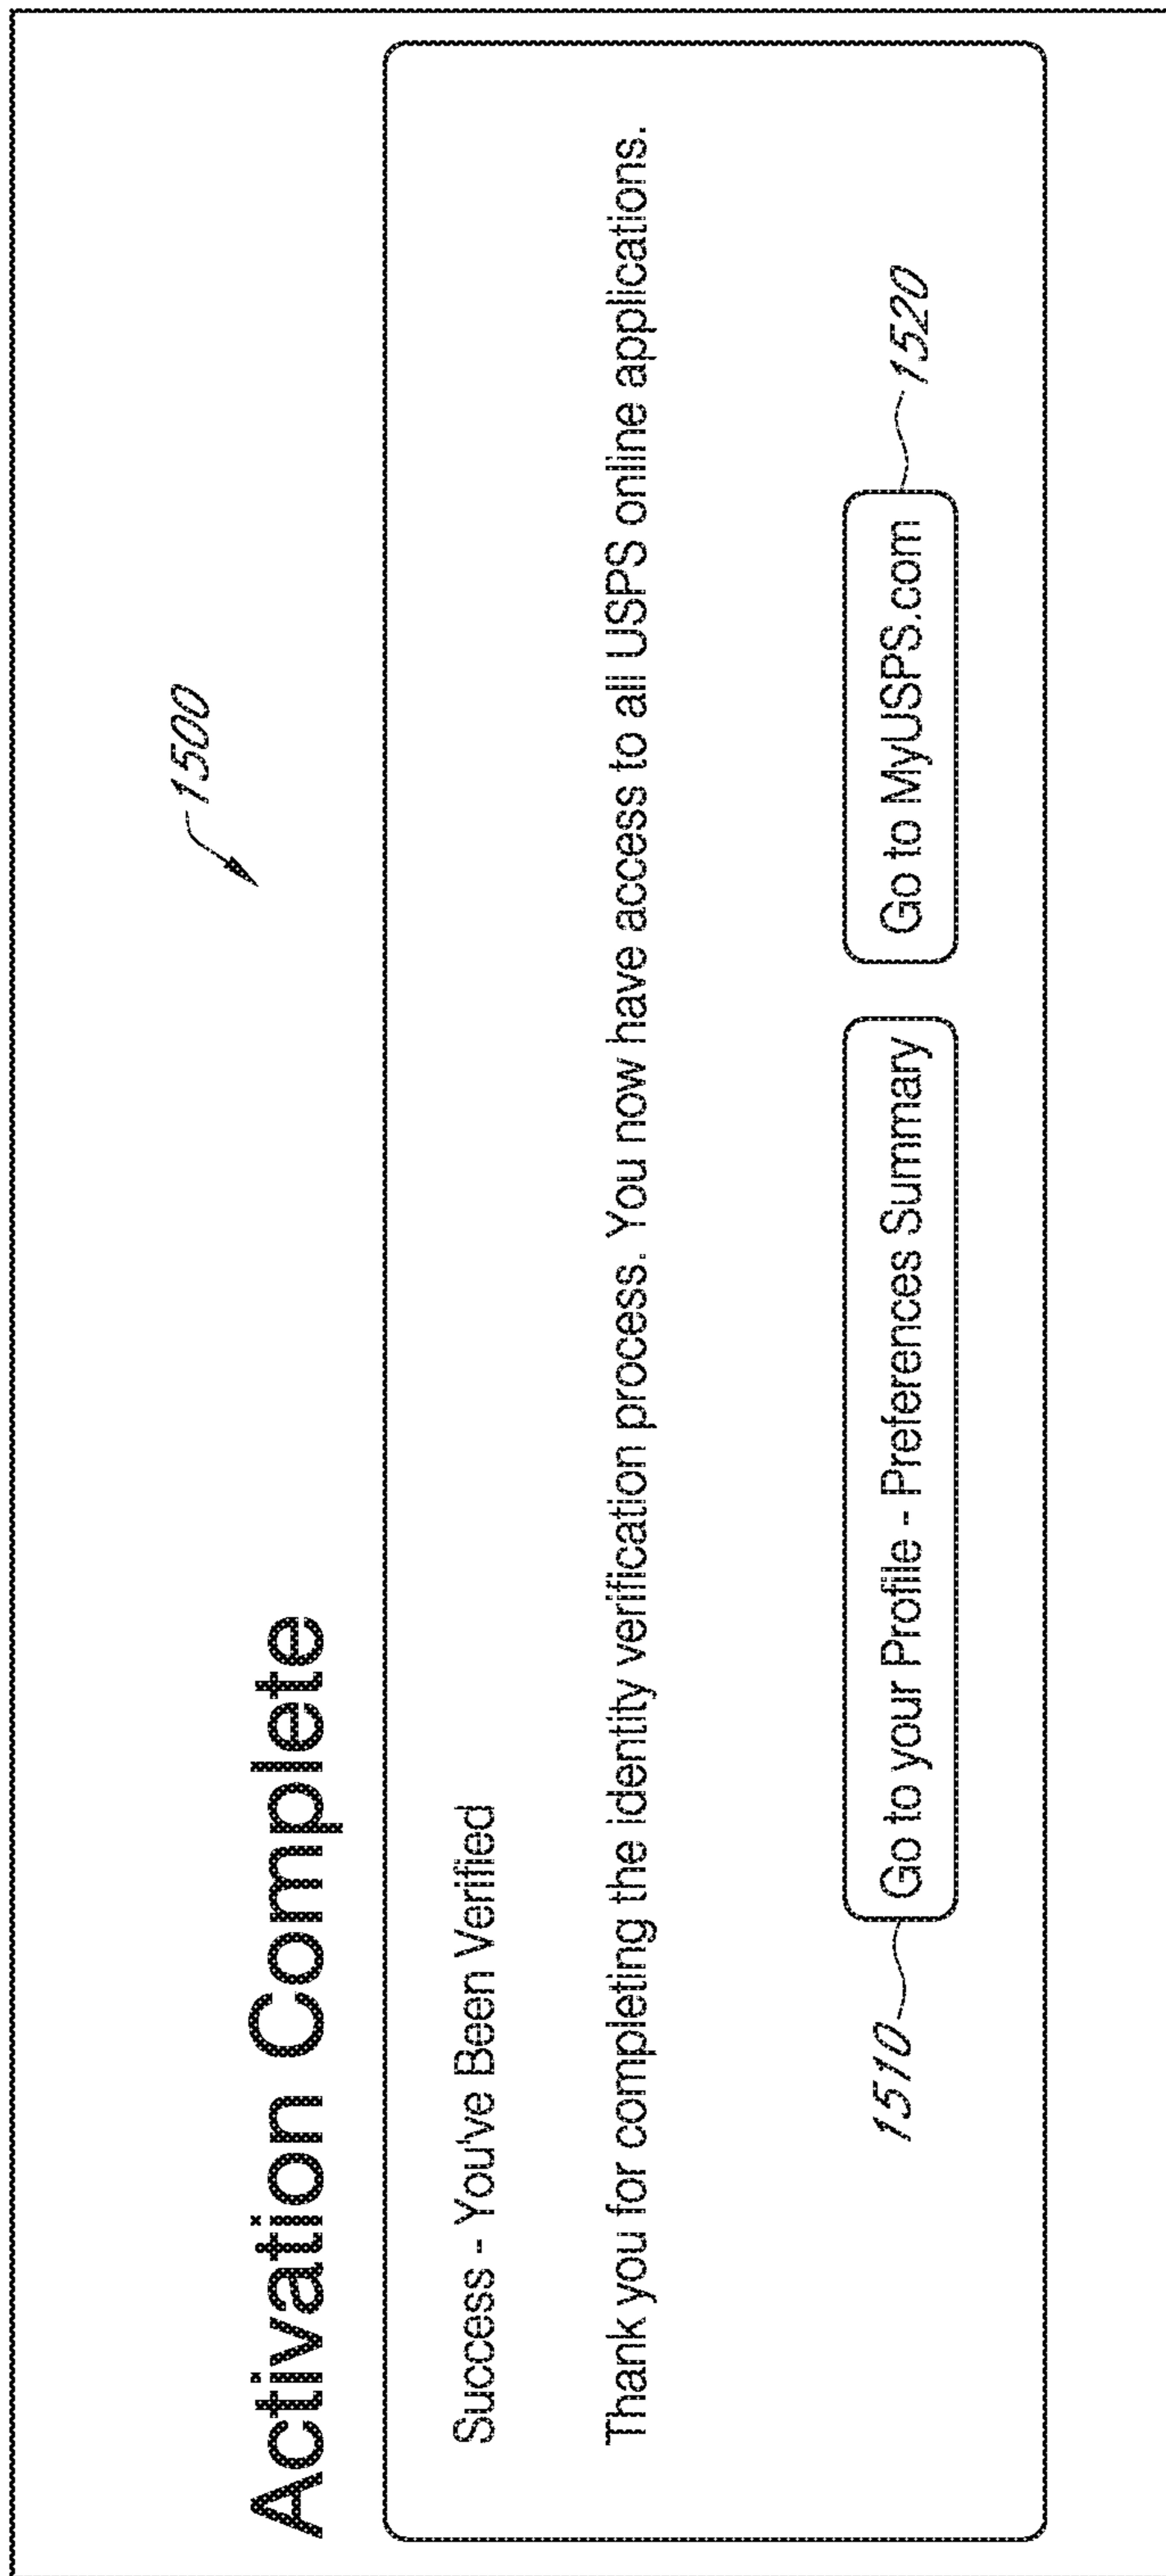 1500
Activation Complete
Success - You've Been Verified
Thank you for completing the identity verification process. You now have access to all USPS online applications.
1510 Go to your Profile - Preferences Summary Go to MyUSPS.com 1520